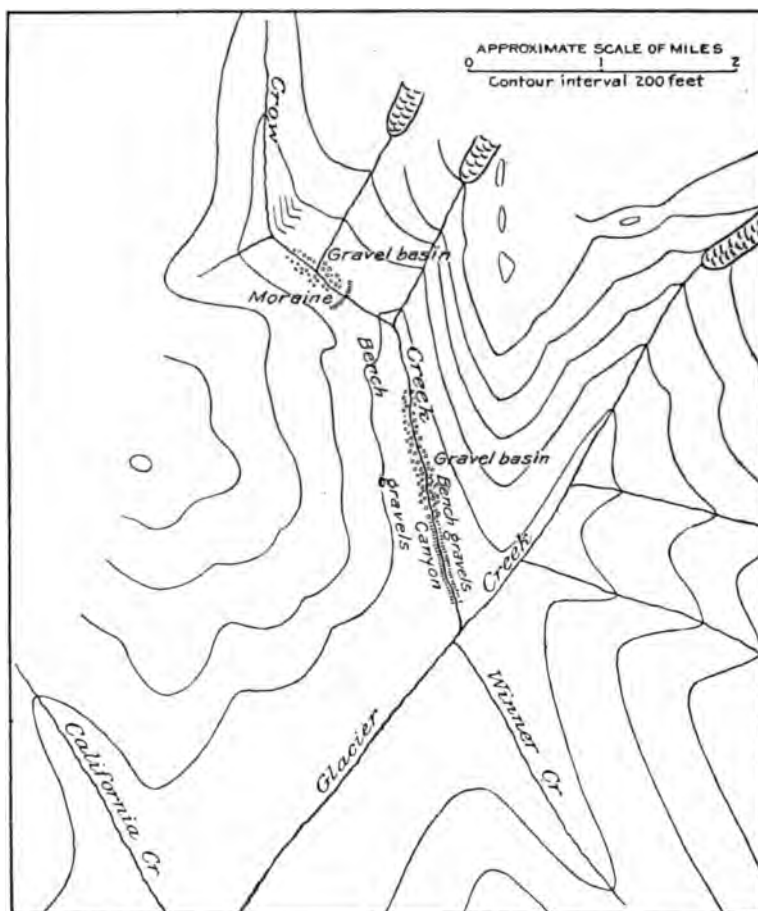 APPROXIMATE SCALE OF MILES
0 1 2
Contour interval 200 feet
Crow
Gravel basin
Moraine
Bench
gravels
Creek
Gravel basin
Bench gravels
Canyon
Creek
Glacier
Winner Cr
California Cr